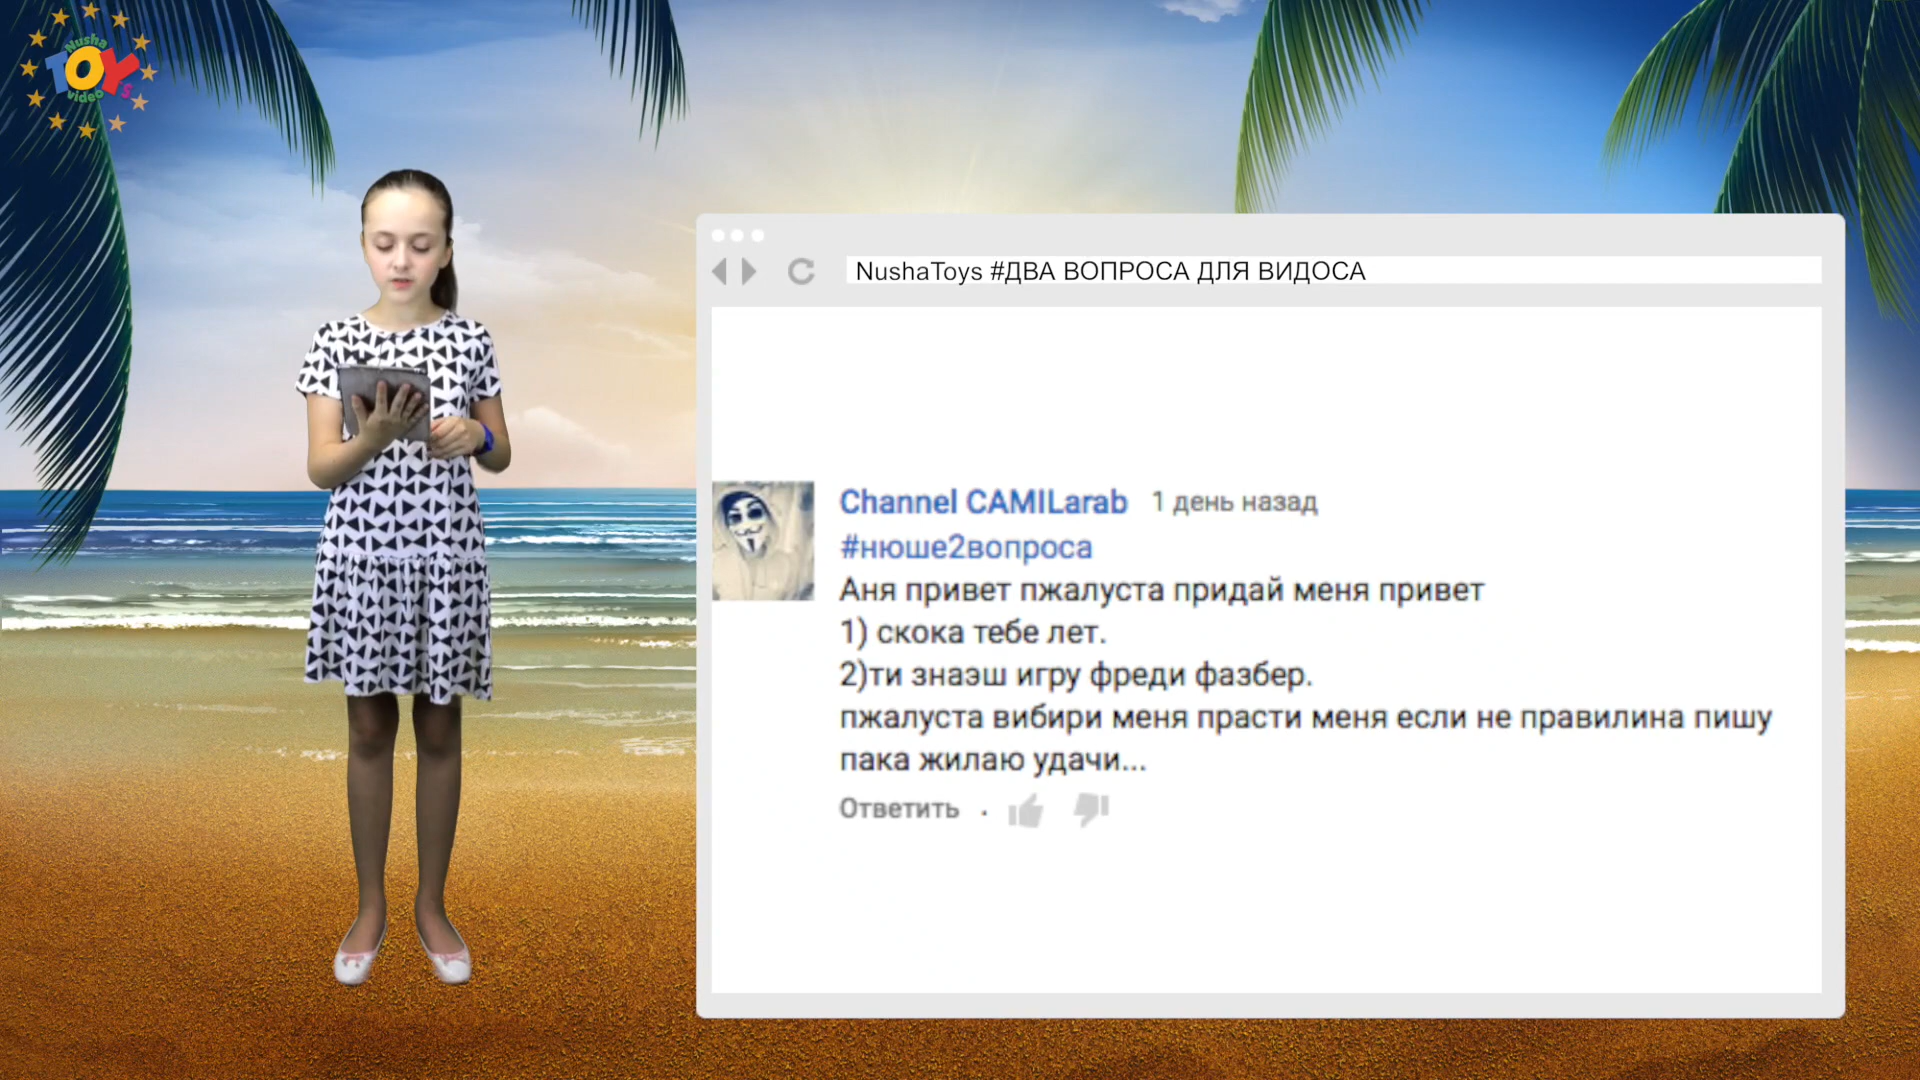 Nusha
TOYs
video
NushaToys #ДВА ВОПРОСА ДЛЯ ВИДОСА
Channel CAMILarab 1 день назад
#нюше2вопроса
Аня привет пжалуста придай меня привет
1) скока тебе лет.
2)ти знаэш игру фреди фазбер.
пжалуста вибири меня прасти меня если не правилина пишу
пака жилаю удачи...
Ответить